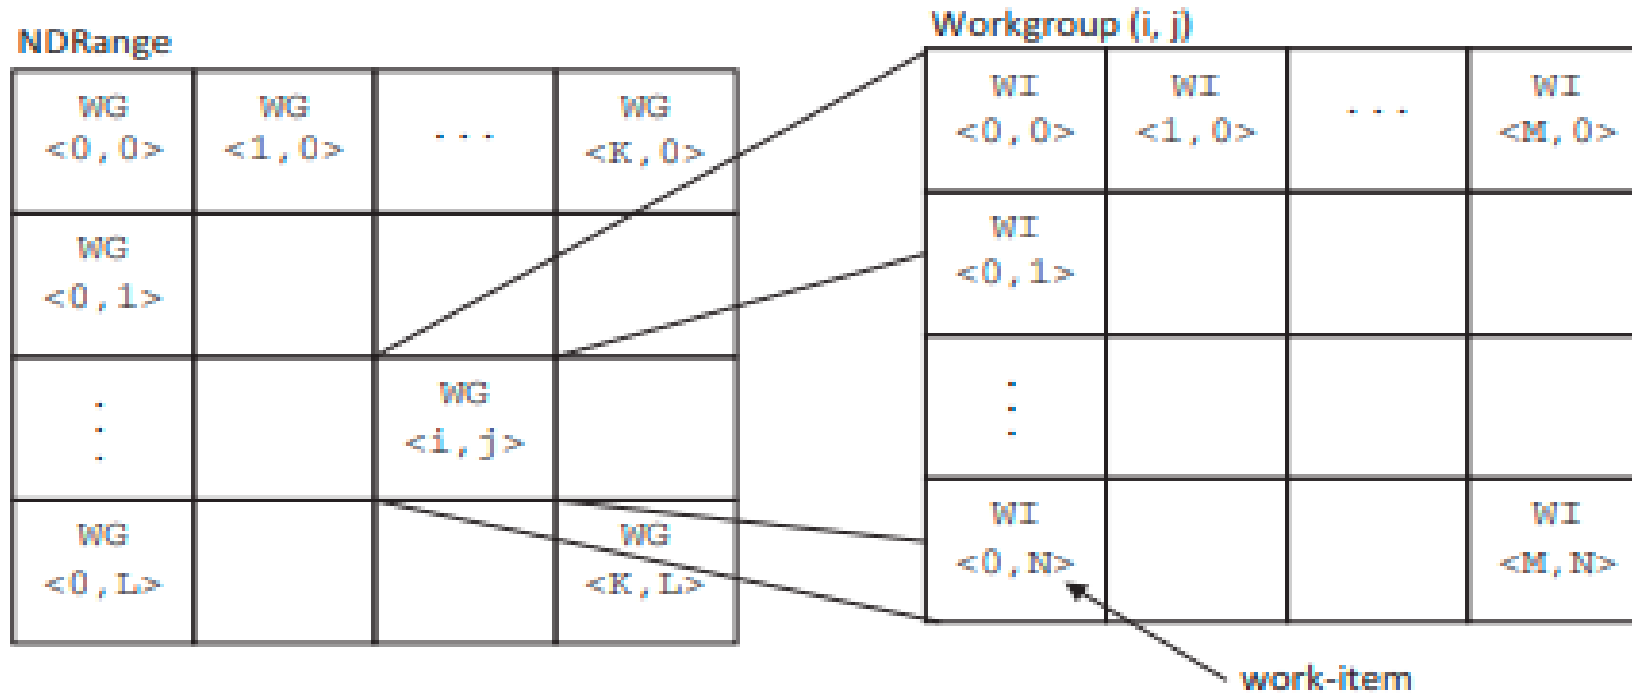 NDRange
WG WG WG
<0,0> <1,0> ... <K,0>
WG
<0,1>
.
.
.
WG
<i,j>
WG WG
<0,L> <K,L>
Workgroup (i, j)
WI WI WI
<0,0> <1,0> ... <M,0>
WI
<0,1>
.
.
.
WI WI
<0,N> <M,N>
work-item